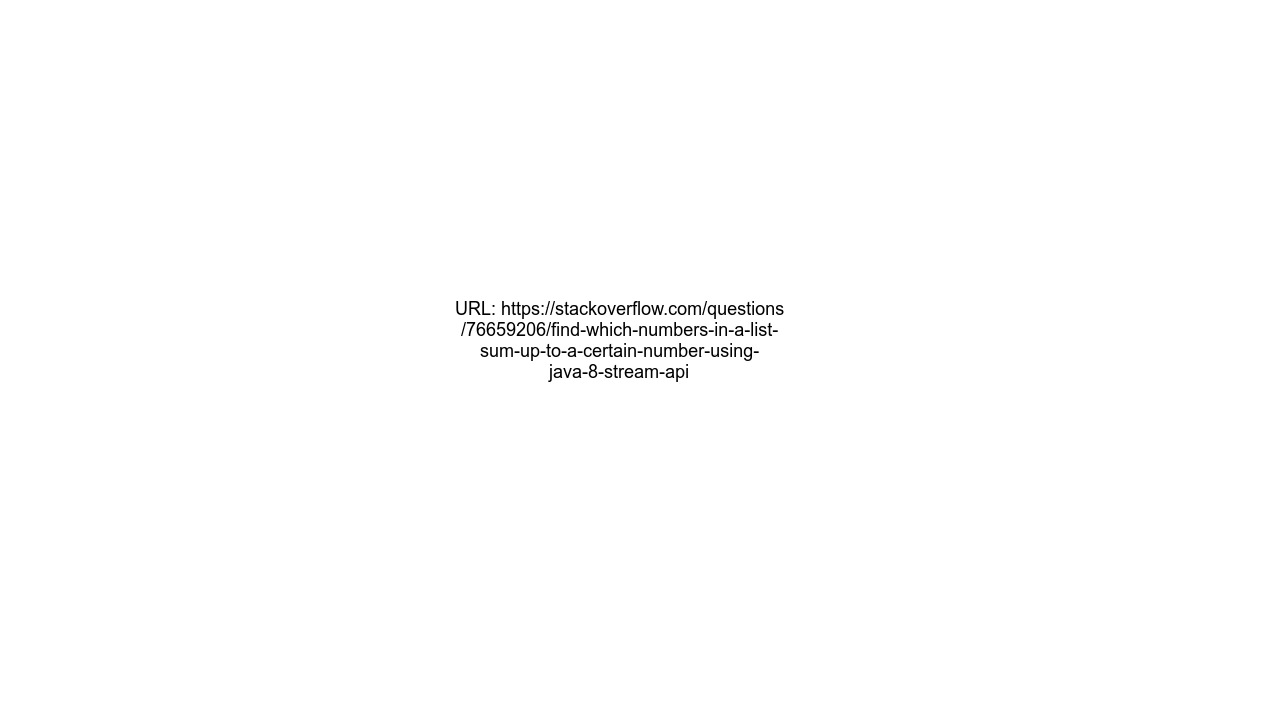 URL: https://stackoverflow.com/questions
/76659206/find-which-numbers-in-a-list-
sum-up-to-a-certain-number-using-
java-8-stream-api